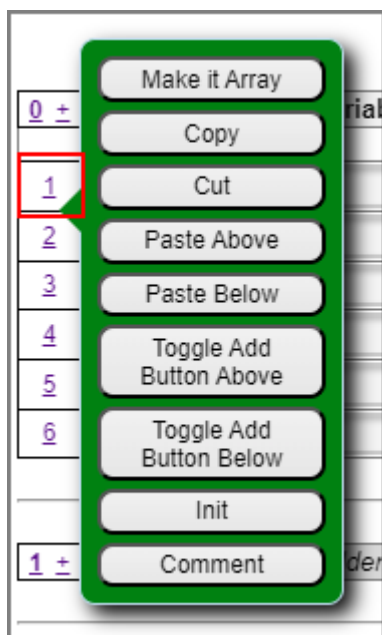 Make it Array
0 +
Copy
1
Cut
2
Paste Above
3
Paste Below
4
Toggle Add
Button Above
5
6
Toggle Add
Button Below
Init
1 +
Comment